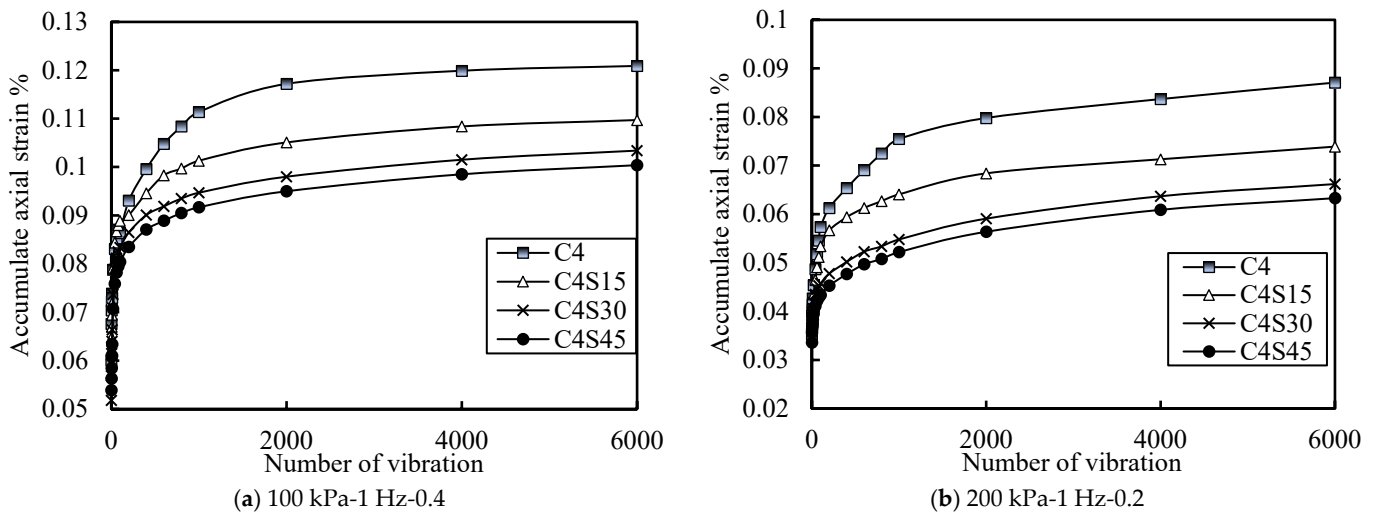 0.13
0.12
0.11
0.1
0.09
0.08
0.07
0.06
0.05
Accumulate axial strain %
C4
C4S15
C4S30
C4S45
0 2000 4000 6000
Number of vibration
(a) 100 kPa-1 Hz-0.4
0.1
0.09
0.08
0.07
0.06
0.05
0.04
0.03
0.02
Accumulate axial strain %
C4
C4S15
C4S30
C4S45
0 2000 4000 6000
Number of vibration
(b) 200 kPa-1 Hz-0.2